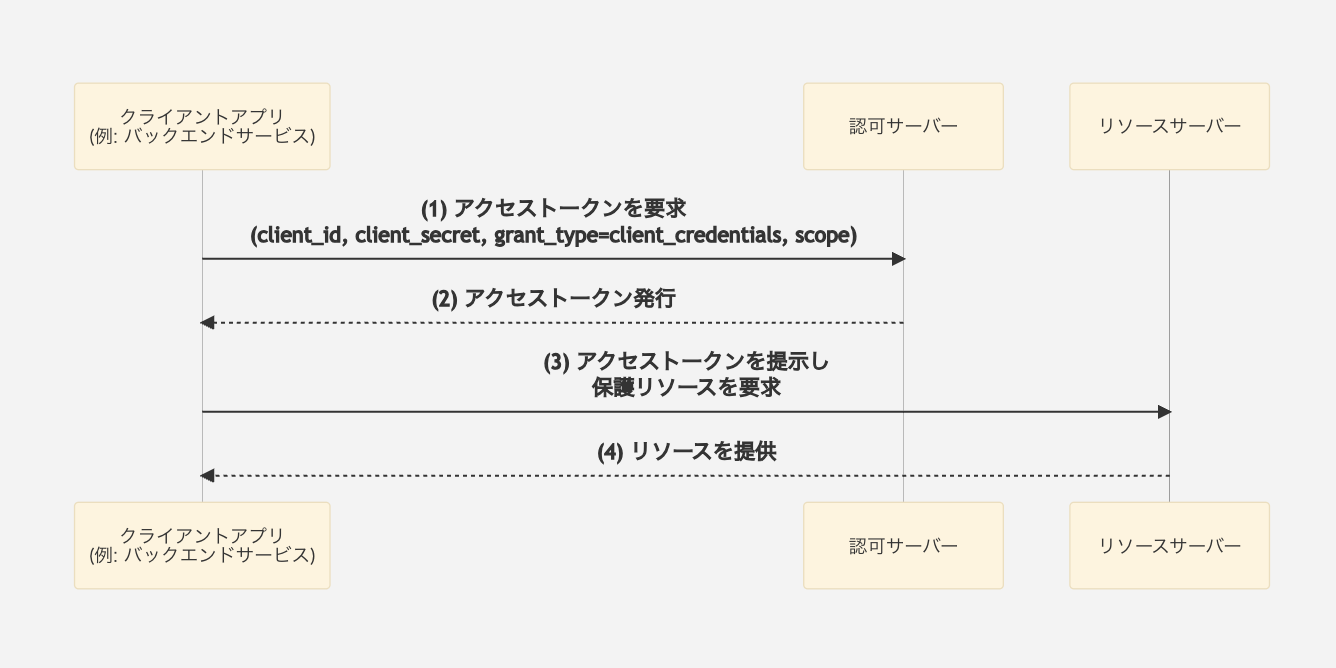 クライアントアプリ
(例: バックエンドサービス)
認可サーバー
リソースサーバー
(1) アクセストークンを要求
(client_id, client_secret, grant_type=client_credentials, scope)
(2) アクセストークン発行
(3) アクセストークンを提示し
保護リソースを要求
(4) リソースを提供
クライアントアプリ
(例: バックエンドサービス)
認可サーバー
リソースサーバー